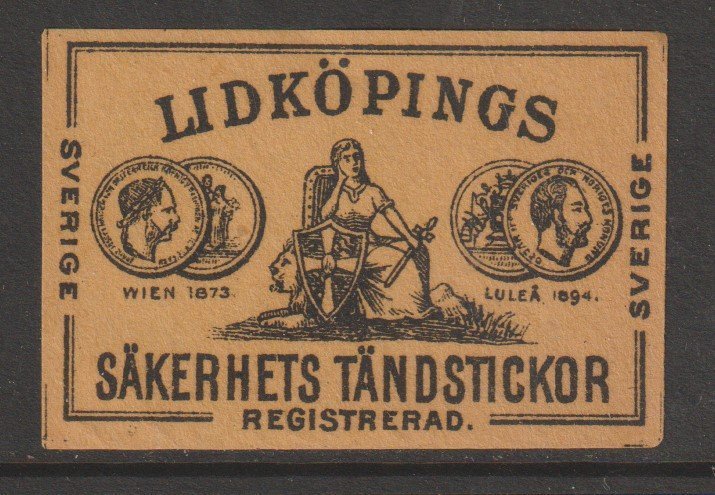 LIDKÖPINGS
SVERIGE
SVERIGE
WIEN 1873.
LULEÅ 1894.
SÄKERHETS TÄNDSTICKOR
REGISTRERAD.